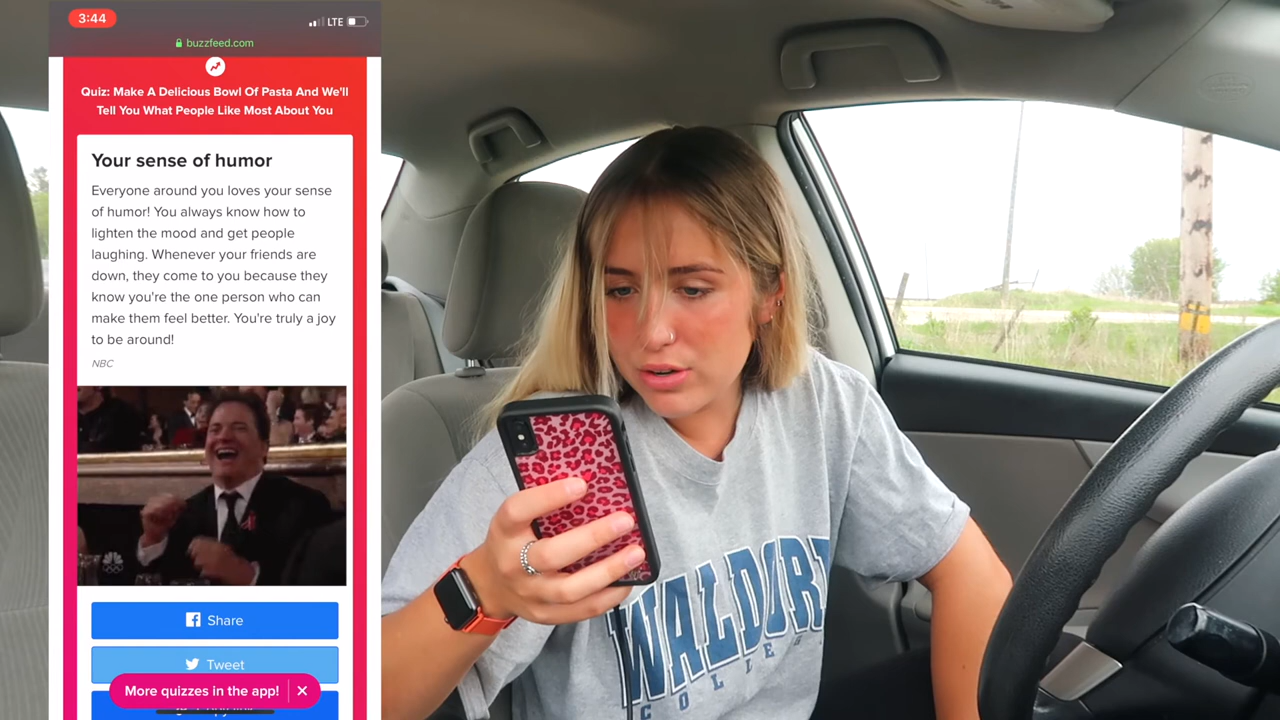 3:44
LTE
buzzfeed.com
Quiz: Make A Delicious Bowl Of Pasta And We'll
Tell You What People Like Most About You
Your sense of humor
Everyone around you loves your sense
of humor! You always know how to
lighten the mood and get people
laughing. Whenever your friends are
down, they come to you because they
know you're the one person who can
make them feel better. You're truly a joy
to be around!
NBC
Share
Tweet
More quizzes in the app!
WALDORF
COLLEGE